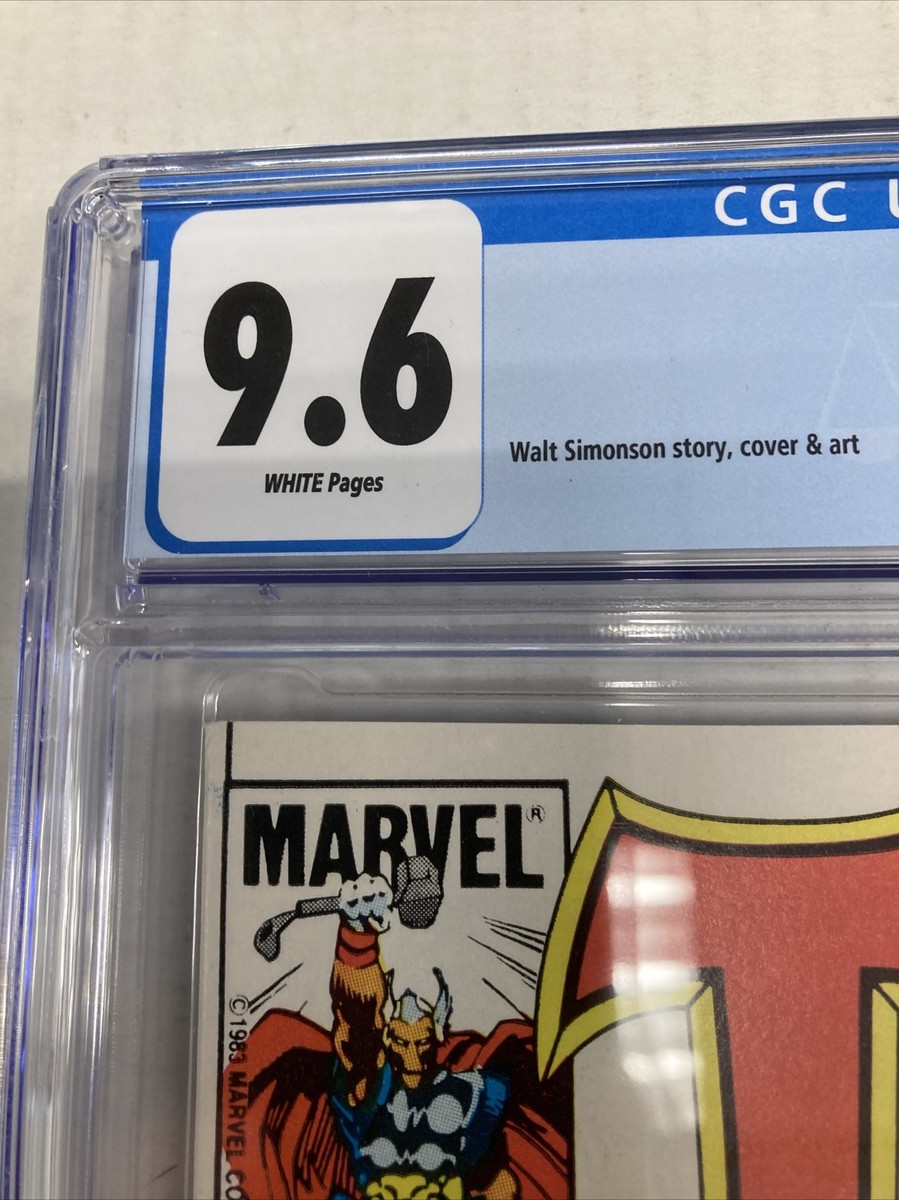 CGC U
9.6
WHITE Pages
Walt Simonson story, cover & art
MARVEL®
T
©1983 MARVEL CO